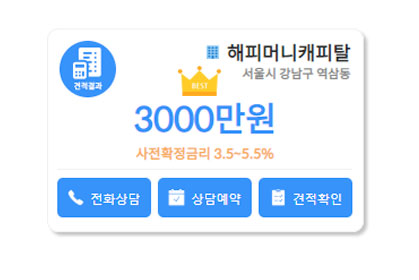 해피머니캐피탈
서울시 강남구 역삼동
견적결과
BEST
3000만원
사전확정금리 3.5~5.5%
전화상담
상담예약
견적확인